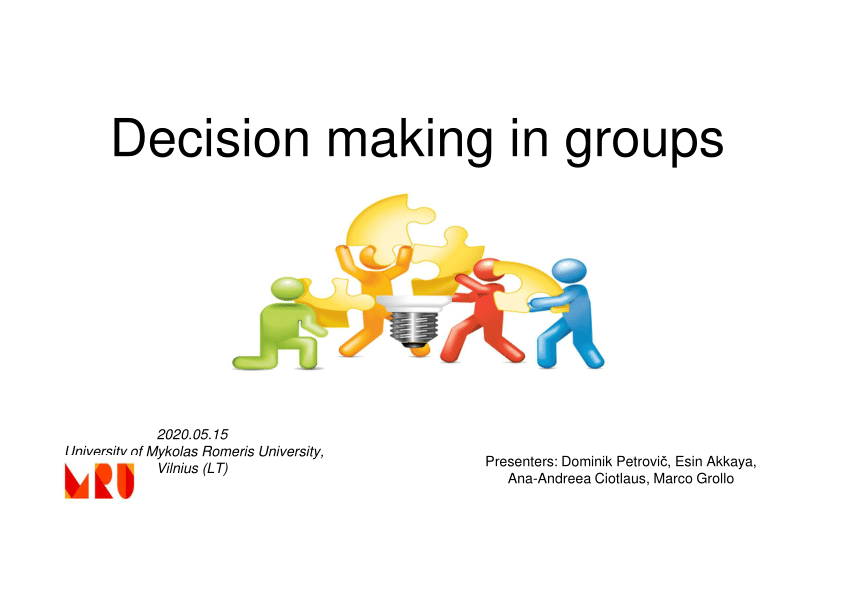 Decision making in groups
2020.05.15
University of Mykolas Romeris University,
Vilnius (LT)
MRU
Presenters: Dominik Petrovič, Esin Akkaya,
Ana-Andreea Ciotlaus, Marco Grollo